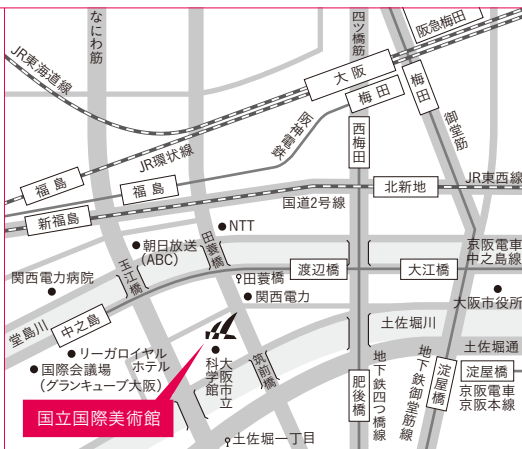 なにわ筋
四ツ橋筋
阪急梅田
JR東海道線
大阪
梅田
梅田
御堂筋
阪神電鉄
西梅田
JR環状線
福島
福島
北新地
JR東西線
新福島
国道2号線
NTT
朝日放送
(ABC)
田蓑橋
京阪電車
中之島線
関西電力病院
玉江橋
田蓑橋
渡辺橋
大江橋
関西電力
大阪市役所
堂島川
中之島
土佐堀川
リーガロイヤル
ホテル
国際会議場
(グランキューブ大阪)
大阪市立
科学館
筑前橋
土佐堀通
肥後橋
地下鉄四つ橋線
地下鉄御堂筋線
淀屋橋
淀屋橋
京阪電車
京阪本線
国立国際美術館
土佐堀一丁目